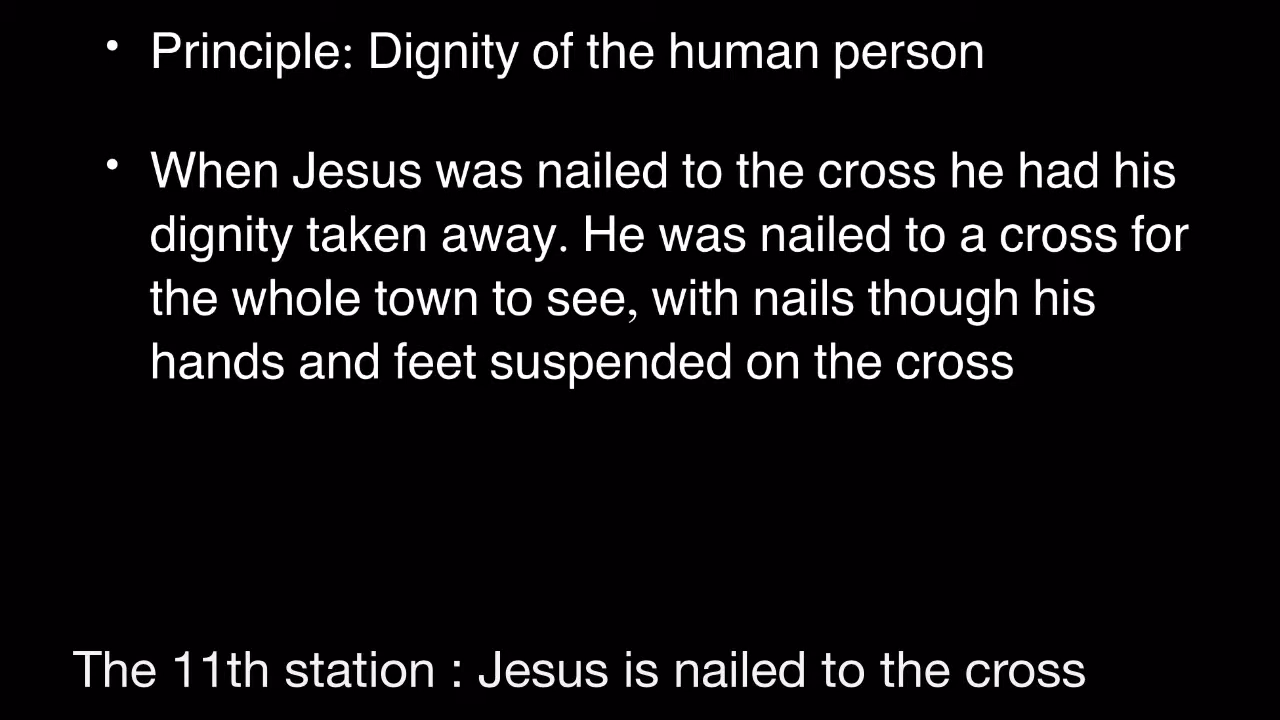 • Principle: Dignity of the human person
• When Jesus was nailed to the cross he had his
dignity taken away. He was nailed to a cross for
the whole town to see, with nails though his
hands and feet suspended on the cross
The 11th station : Jesus is nailed to the cross